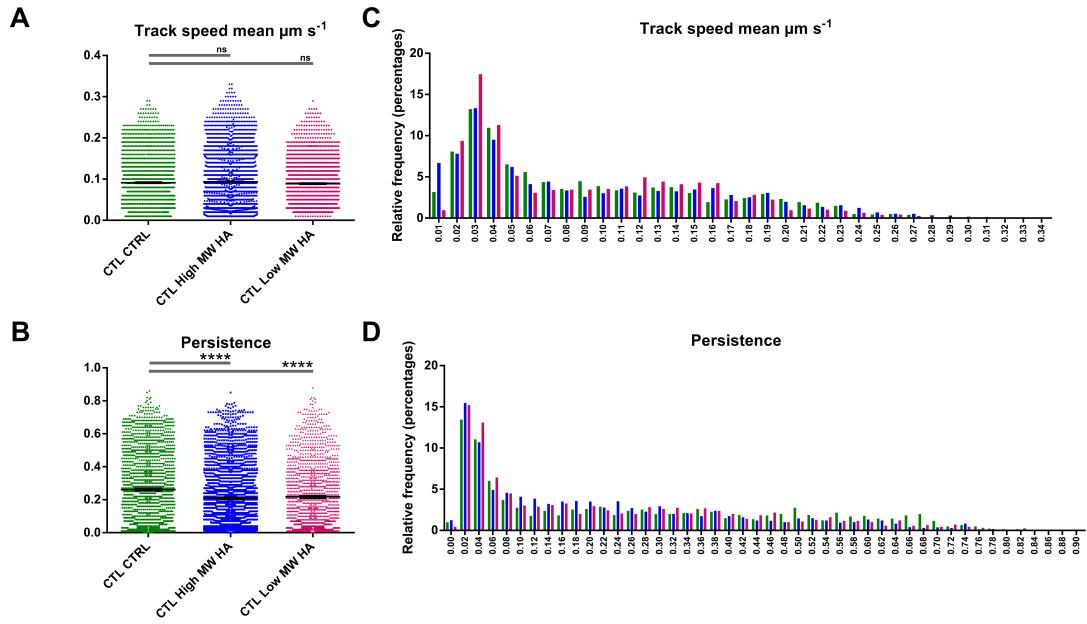 A
Track speed mean µm s-1
0.4
0.3
0.2
0.1
0.0
ns
ns
CTL CTRL
CTL High MW HA
CTL Low MW HA
C
Track speed mean µm s-1
Relative frequency (percentages)
20
15
10
5
0
0.01 0.02 0.03 0.04 0.05 0.06 0.07 0.08 0.09 0.10 0.11 0.12 0.13 0.14 0.15 0.16 0.17 0.18 0.19 0.20 0.21 0.22 0.23 0.24 0.25 0.26 0.27 0.28 0.29 0.30 0.31 0.32 0.33 0.34
B
Persistence
1.0
0.8
0.6
0.4
0.2
0.0
****
****
CTL CTRL
CTL High MW HA
CTL Low MW HA
D
Persistence
Relative frequency (percentages)
20
15
10
5
0
0.00 0.02 0.04 0.06 0.08 0.10 0.12 0.14 0.16 0.18 0.20 0.22 0.24 0.26 0.28 0.30 0.32 0.34 0.36 0.38 0.40 0.42 0.44 0.46 0.48 0.50 0.52 0.54 0.56 0.58 0.60 0.62 0.64 0.66 0.68 0.70 0.72 0.74 0.76 0.78 0.80 0.82 0.84 0.86 0.88 0.90